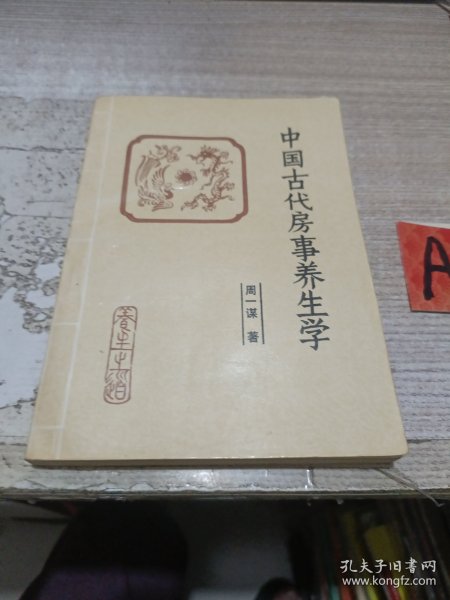 中国古代房事养生学
周一谋 著
A
孔夫子旧书网
www.kongfz.com